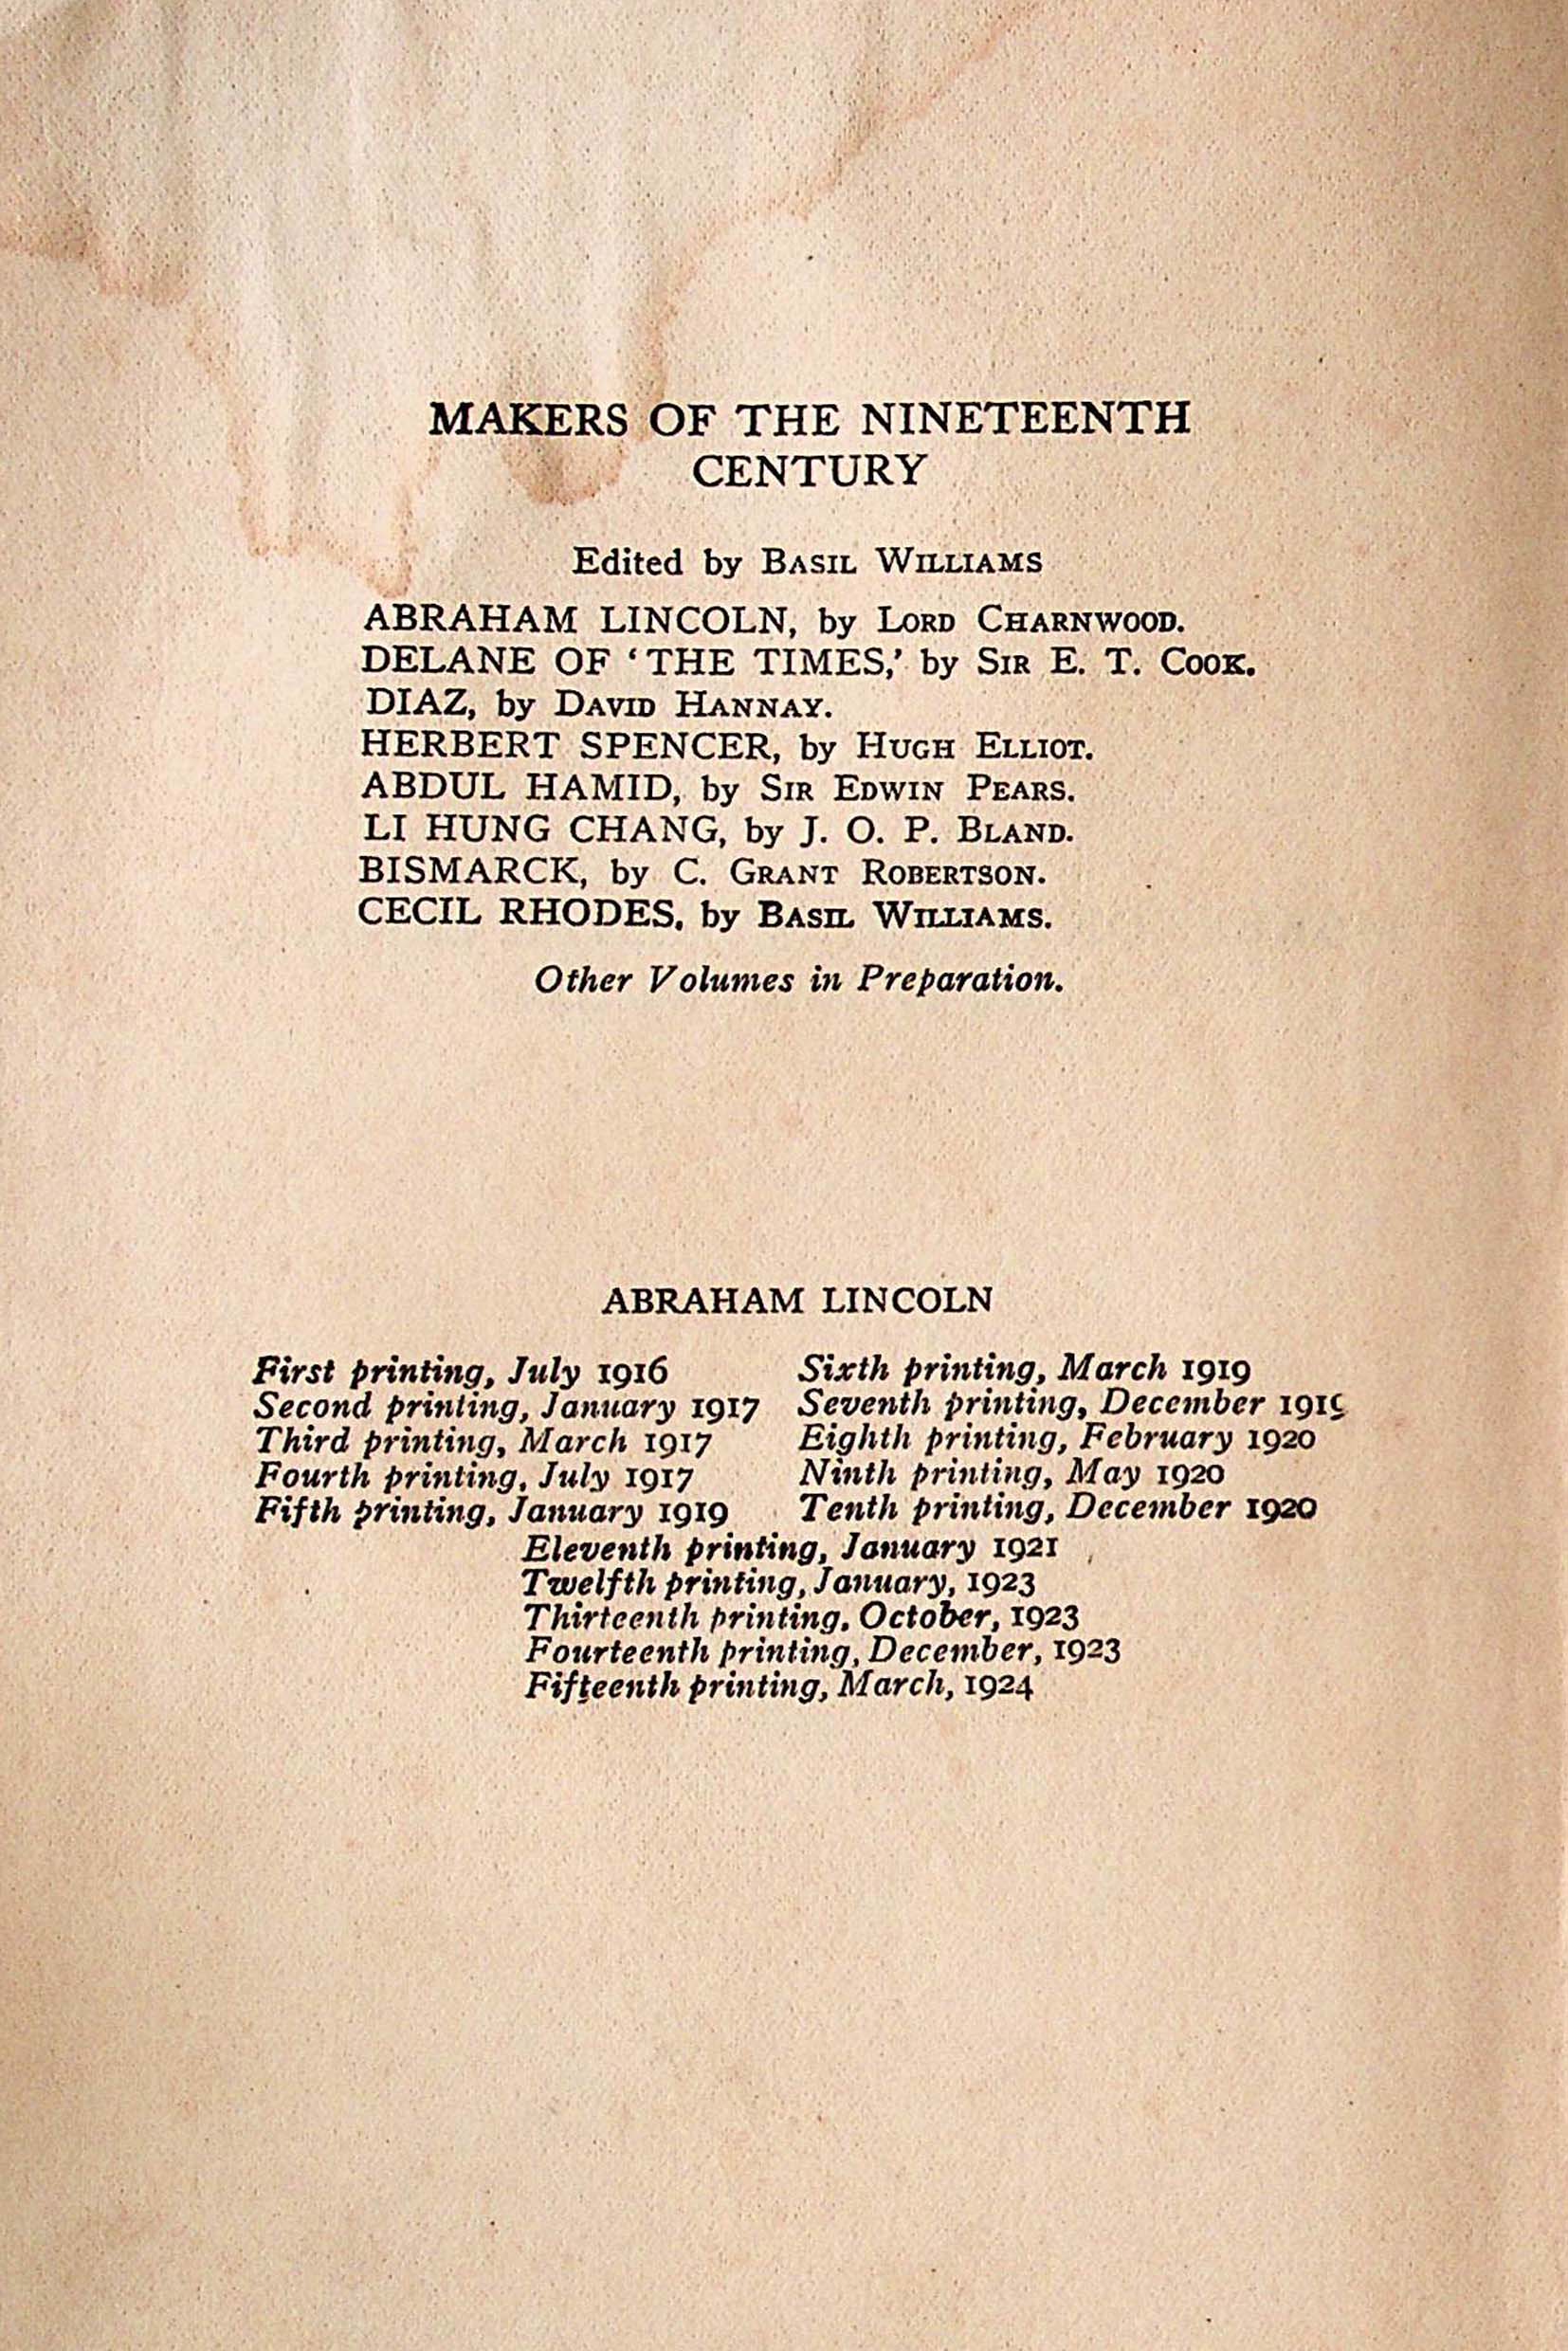 MAKERS OF THE NINETEENTH
CENTURY
Edited by BASIL WILLIAMS
ABRAHAM LINCOLN, by LORD CHARNWOOD.
DELANE OF ‘THE TIMES,’ by SIR E. T. COOK.
DIAZ, by DAVID HANNAY.
HERBERT SPENCER, by HUGH ELLIOT.
ABDUL HAMID, by SIR EDWIN PEARS.
LI HUNG CHANG, by J. O. P. BLAND.
BISMARCK, by C. GRANT ROBERTSON.
CECIL RHODES, by BASIL WILLIAMS.
Other Volumes in Preparation.
ABRAHAM LINCOLN
First printing, July 1916
Second printing, January 1917
Third printing, March 1917
Fourth printing, July 1917
Fifth printing, January 1919
Sixth printing, March 1919
Seventh printing, December 1919
Eighth printing, February 1920
Ninth printing, May 1920
Tenth printing, December 1920
Eleventh printing, January 1921
Twelfth printing, January, 1923
Thirteenth printing, October, 1923
Fourteenth printing, December, 1923
Fifteenth printing, March, 1924